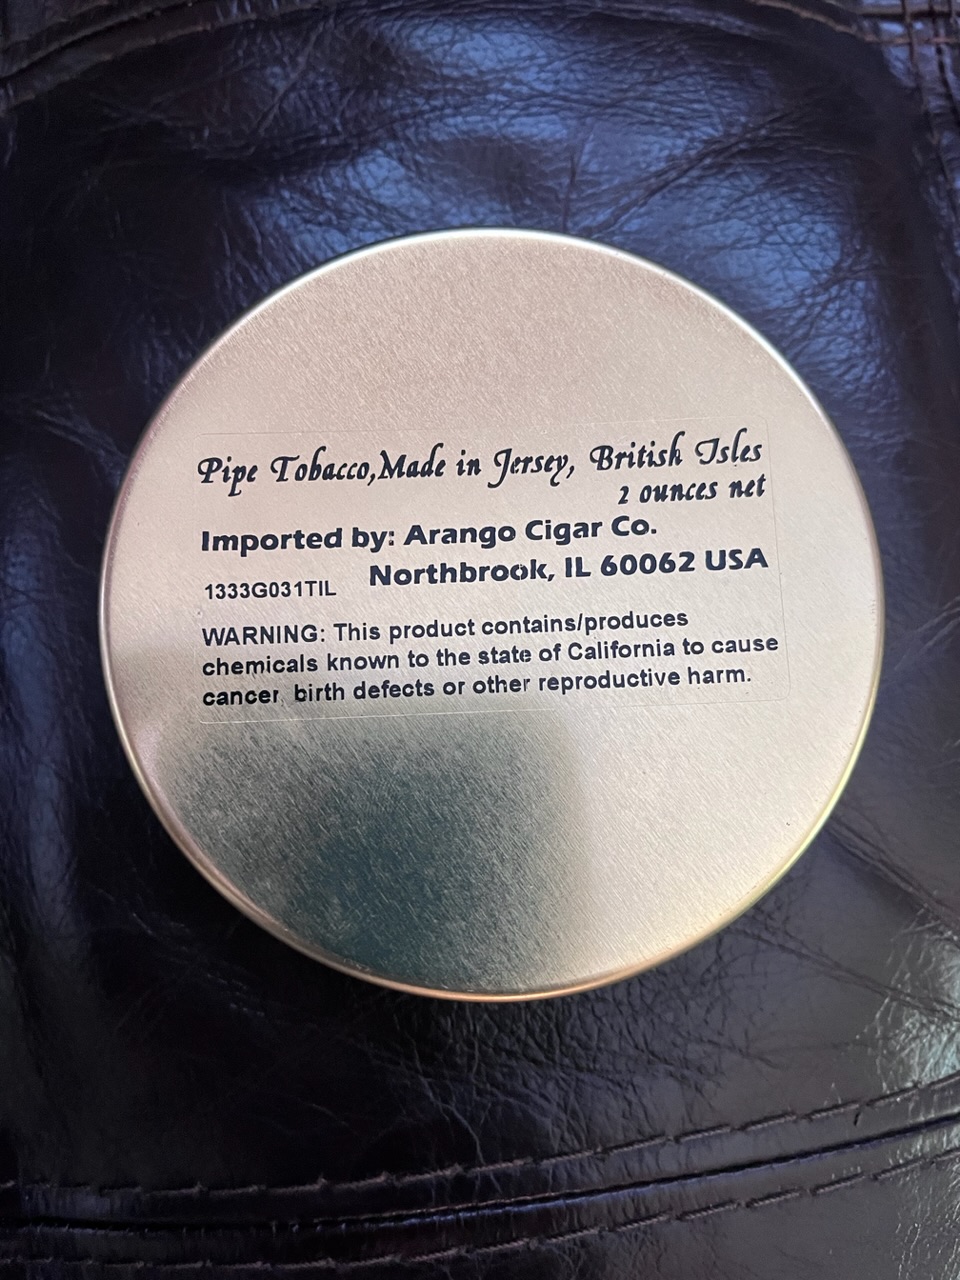 Pipe Tobacco,Made in Jersey, British Isles
2 ounces net
Imported by: Arango Cigar Co.
Northbrook, IL 60062 USA
1333G031TIL
WARNING: This product contains/produces
chemicals known to the state of California to cause
cancer, birth defects or other reproductive harm.